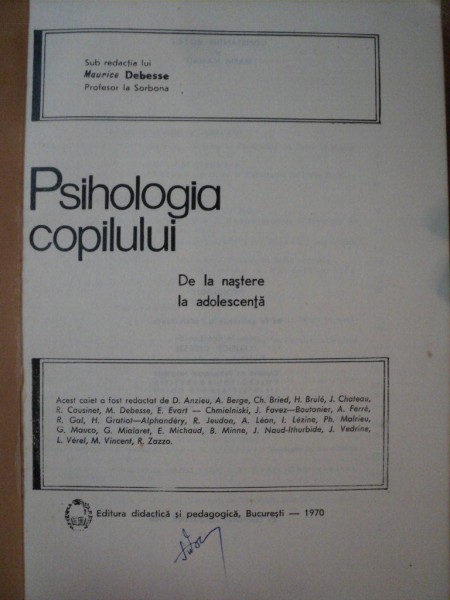 Sub redacția lui
Maurice Debesse
Profesor la Sorbona
Psihologia
copilului
De la naștere
la adolescență
Acest caiet a fost redactat de D. Anzieu, A. Berge, Ch. Bried, H. Brulé, J. Chateau,
R. Cousinet, M. Debesse, E. Evart — Chmielniski, J. Favez—Boutonier, A. Ferré,
R. Gal, H. Gratiot—Alphandéry, R. Jeudon, A. Léon, I. Lezine, Ph. Malrieu,
G. Mauco, G. Mialaret, E. Michaud, B. Minne, J. Naud-Ithurbide, J. Vedrine,
L. Vérel, M. Vincent, R. Zazzo.
Editura didactică și pedagogică, București — 1970